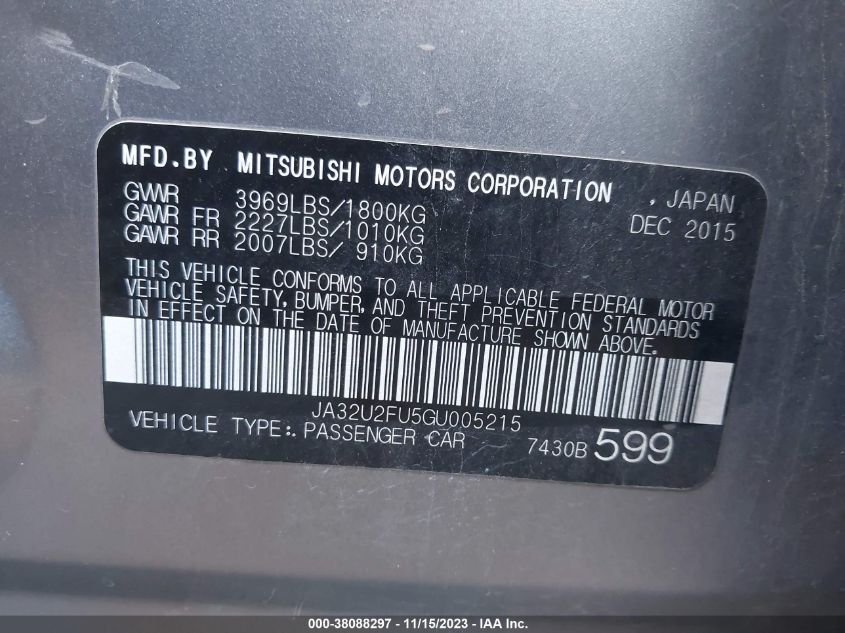 MFD.BY MITSUBISHI MOTORS CORPORATION , JAPAN
GWWR 3969LBS/1800KG DEC 2015
GAWR FR 2227LBS/1010KG
GAWR RR 2007LBS/ 910KG
THIS VEHICLE CONFORMS TO ALL APPLICABLE FEDERAL MOTOR
VEHICLE SAFETY, BUMPER, AND THEFT PREVENTION STANDARDS
IN EFFECT ON THE DATE OF MANUFACTURE SHOWN ABOVE.
JA32U2FU5GU005215
VEHICLE TYPE:. PASSENGER CAR 7430B 599
000-38088297 - 11/15/2023 - IAA Inc.